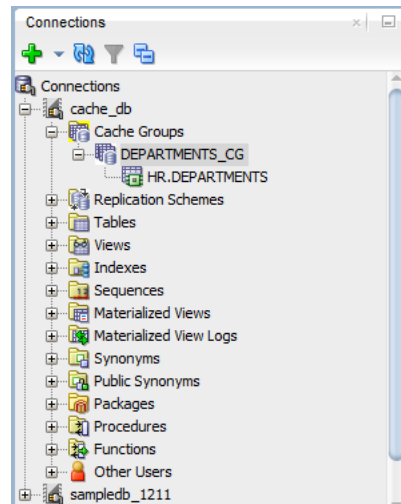 Connections
Connections
cache_db
Cache Groups
DEPARTMENTS_CG
HR.DEPARTMENTS
Replication Schemes
Tables
Views
Indexes
Sequences
Materialized Views
Materialized View Logs
Synonyms
Public Synonyms
Packages
Procedures
Functions
Other Users
sampledb_1211